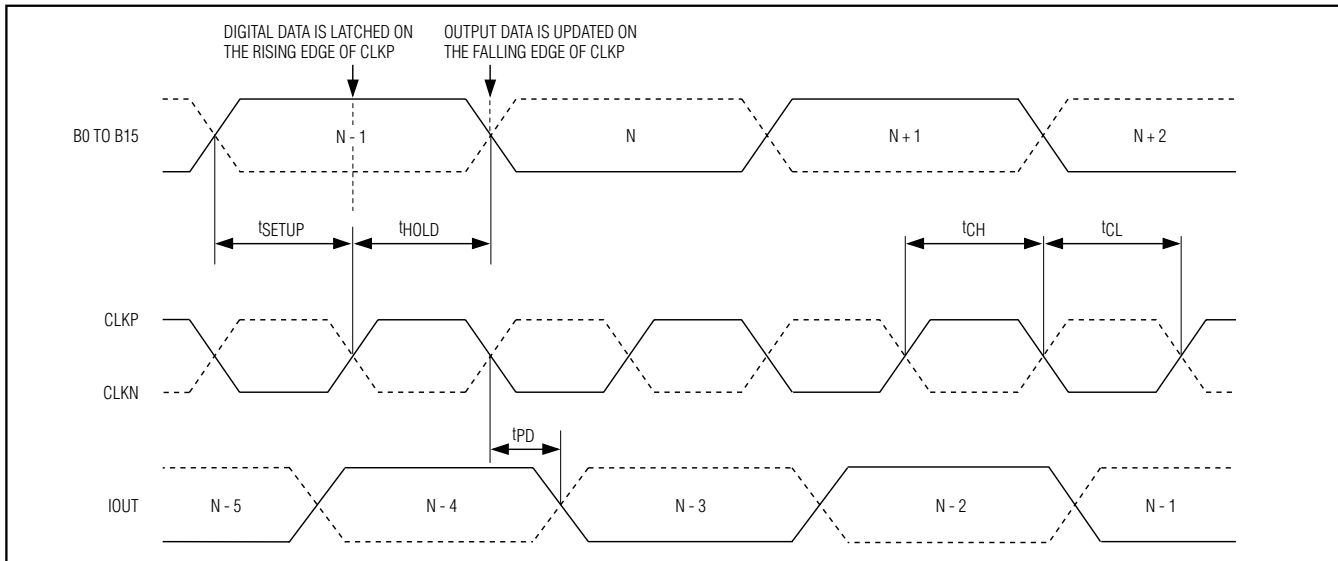 DIGITAL DATA IS LATCHED ON
THE RISING EDGE OF CLKP
OUTPUT DATA IS UPDATED ON
THE FALLING EDGE OF CLKP
B0 TO B15
N - 1
N
N + 1
N + 2
tSETUP
tHOLD
tCH
tCL
CLKP
CLKN
tPD
IOUT
N - 5
N - 4
N - 3
N - 2
N - 1